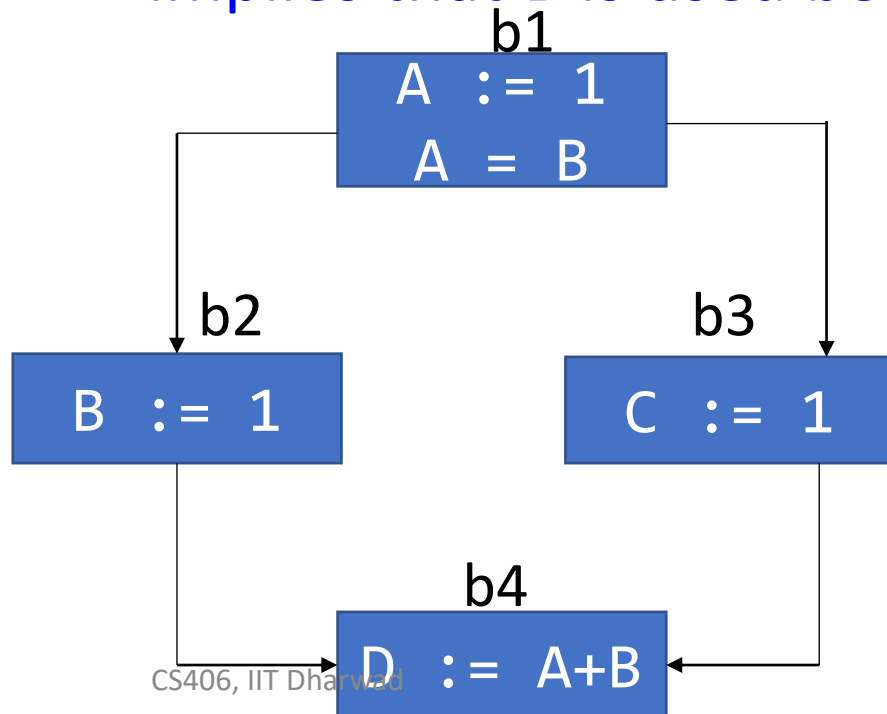 b1
A := 1
A = B
b2
b3
B := 1
C := 1
b4
D := A+B
CS406, IIT Dharwad